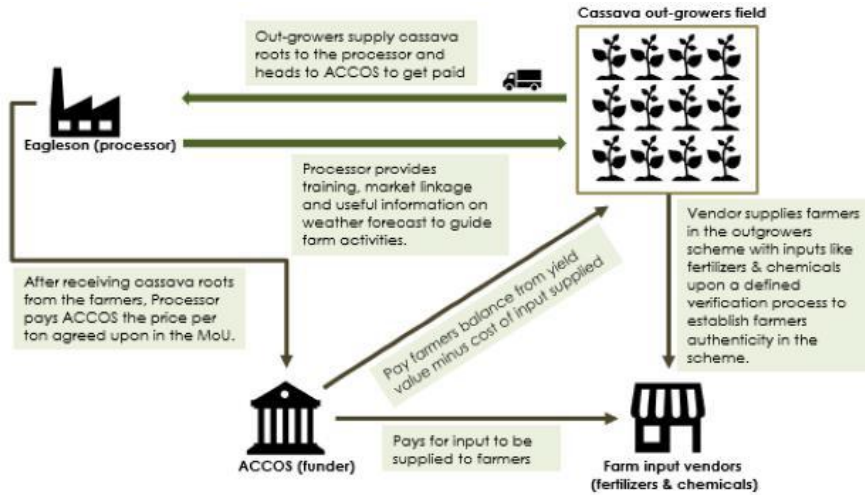 Cassava out-growers field
Out-growers supply cassava
roots to the processor and
heads to ACCOS to get paid
Eagleson (processor)
Processor provides
training, market linkage
and useful information on
weather forecast to guide
farm activities.
Vendor supplies farmers
in the outgrowers
scheme with inputs like
fertilizers & chemicals
upon a defined
verification process to
establish farmers
authenticity in the
scheme.
After receiving cassava roots
from the farmers, Processor
pays ACCOS the price per
ton agreed upon in the MoU.
Pay farmers balance from yield
value minus cost of input supplied
ACCOS (funder)
Pays for input to be
supplied to farmers
Farm input vendors
(fertilizers & chemicals)